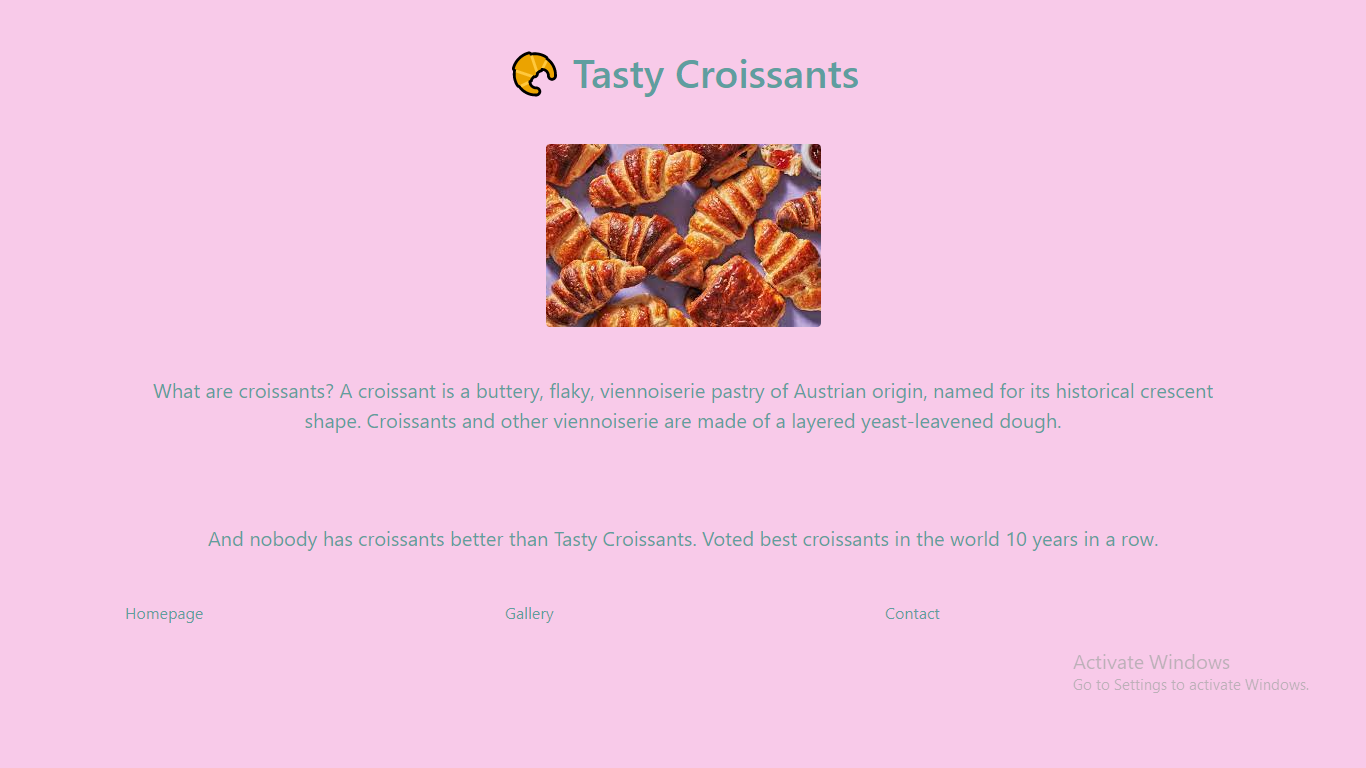 Tasty Croissants
What are croissants? A croissant is a buttery, flaky, viennoiserie pastry of Austrian origin, named for its historical crescent
shape. Croissants and other viennoiserie are made of a layered yeast-leavened dough.
And nobody has croissants better than Tasty Croissants. Voted best croissants in the world 10 years in a row.
Homepage
Gallery
Contact
Activate Windows
Go to Settings to activate Windows.